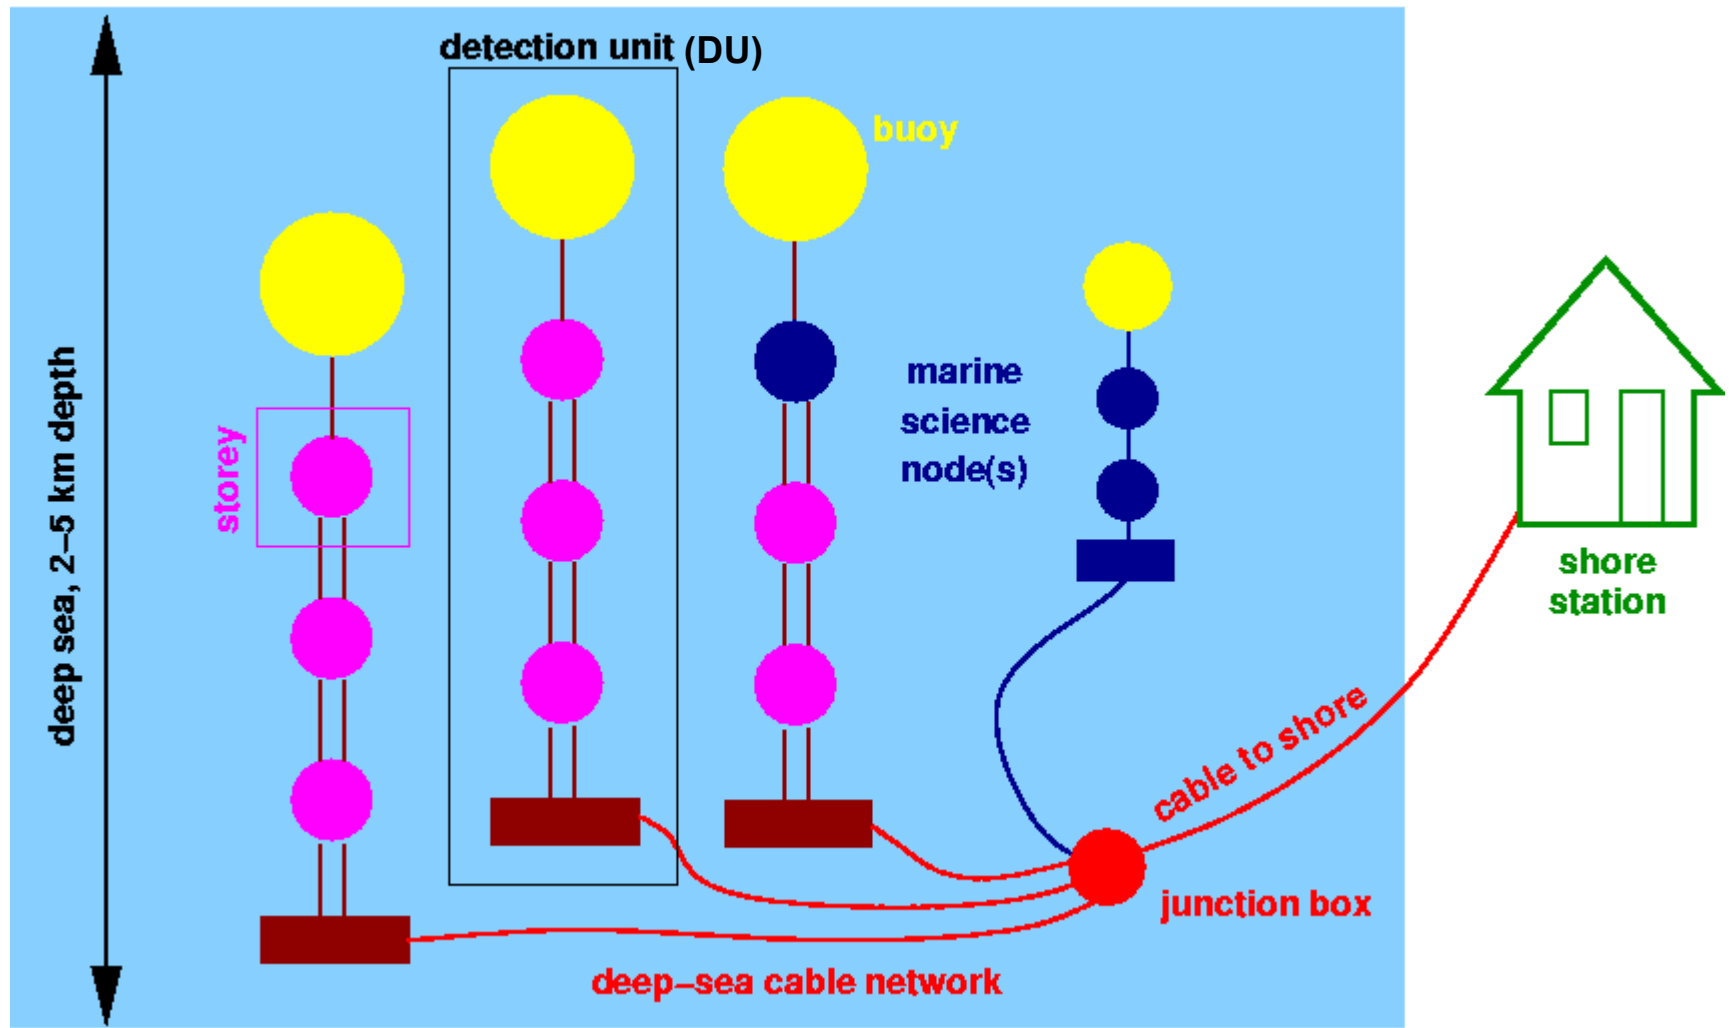 detection unit (DU)
buoy
deep sea, 2–5 km depth
storey
marine
science
node(s)
shore
station
cable to shore
junction box
deep–sea cable network